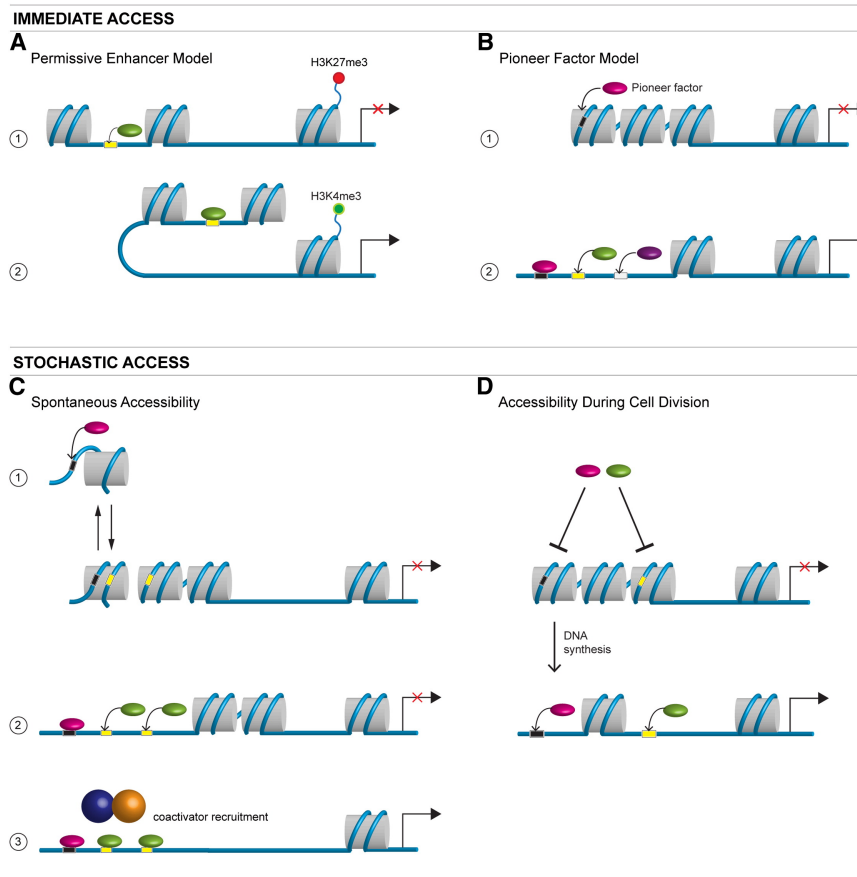 IMMEDIATE ACCESS
A
Permissive Enhancer Model
H3K27me3
1
H3K4me3
2
B
Pioneer Factor Model
Pioneer factor
1
2
STOCHASTIC ACCESS
C
Spontaneous Accessibility
1
2
coactivator recruitment
3
D
Accessibility During Cell Division
DNA
synthesis